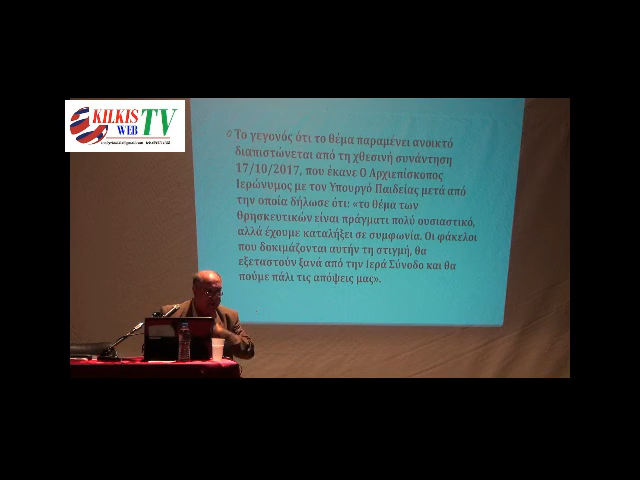 KILKIS
WEB
TV
Το γεγονός ότι το θέμα παραμένει ανοικτό
διαπιστώνεται από τη χθεσινή συνάντηση
17/10/2017, που έκανε Ο Αρχιεπίσκοπος
Ιερώνυμος με τον Υπουργό Παιδείας μετά από
την οποία δήλωσε ότι: «το θέμα των
θρησκευτικών είναι πράγματι πολύ ουσιαστικό,
αλλά έχουμε καταλήξει σε συμφωνία. Οι φάκελοι
που δοκιμάζονται αυτήν τη στιγμή, θα
εξεταστούν ξανά από την Ιερά Σύνοδο και θα
πούμε πάλι τις απόψεις μας».